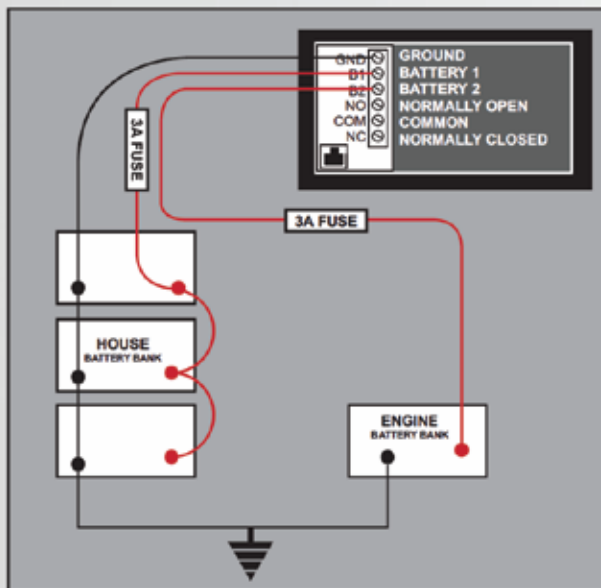 GND GROUND
B1 BATTERY 1
B2 BATTERY 2
NO NORMALLY OPEN
COM COMMON
NC NORMALLY CLOSED
3A FUSE
3A FUSE
HOUSE
BATTERY BANK
ENGINE
BATTERY BANK